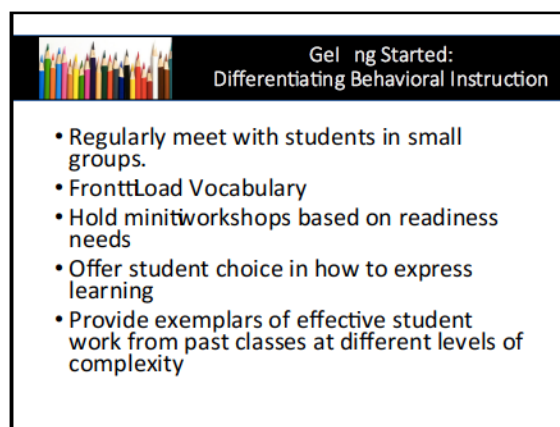 Gel ng Started:
Differentiating Behavioral Instruction
• Regularly meet with students in small
groups.
• FrontttLoad Vocabulary
• Hold minittworkshops based on readiness
needs
• Offer student choice in how to express
learning
• Provide exemplars of effective student
work from past classes at different levels of
complexity